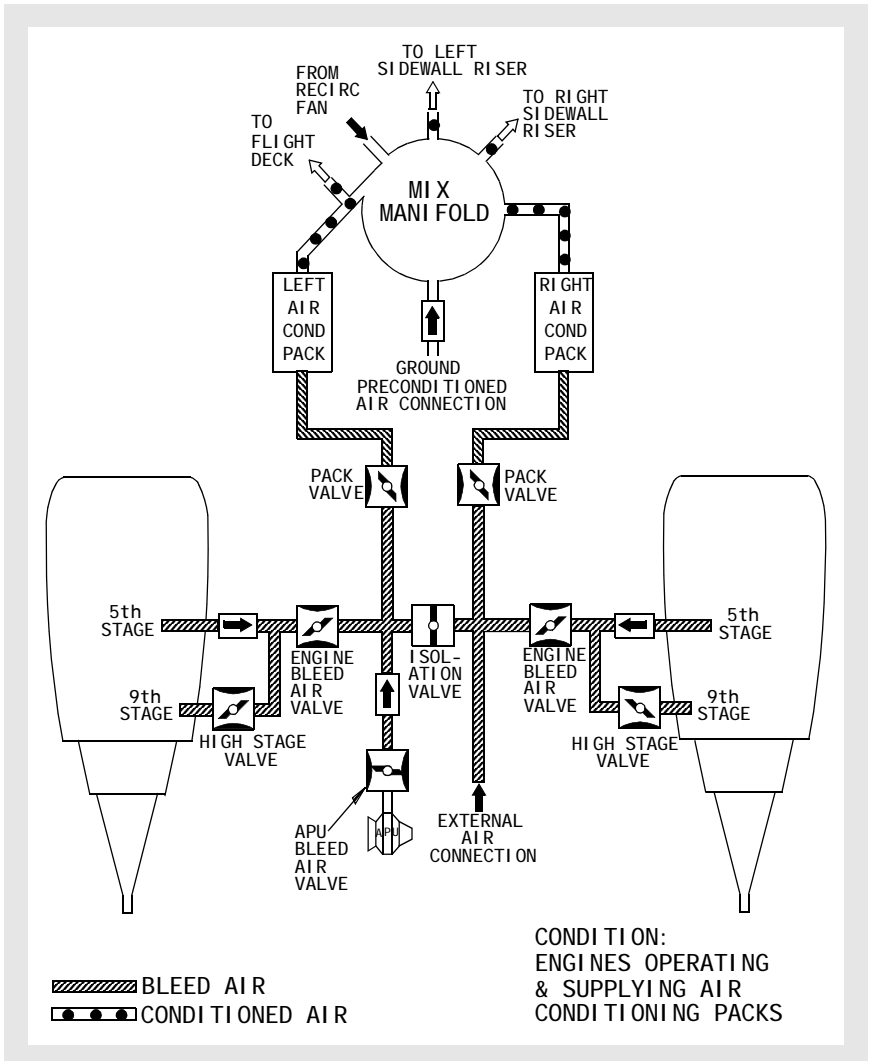 TO LEFT
SIDEWALL RISER
FROM
RECIRC
FAN
TO RIGHT
SIDEWALL
RISER
TO
FLIGHT
DECK
MIX
MANIFOLD
LEFT
AIR
COND
PACK
RIGHT
AIR
COND
PACK
GROUND
PRECONDITIONED
AIR CONNECTION
PACK
VALVE
PACK
VALVE
5th
STAGE
5th
STAGE
ENGINE
BLEED
AIR
VALVE
ISOL-
ATION
VALVE
ENGINE
BLEED
AIR
VALVE
9th
STAGE
9th
STAGE
HIGH STAGE
VALVE
HIGH STAGE
VALVE
APU
APU
BLEED
AIR
VALVE
EXTERNAL
AIR
CONNECTION
BLEED AIR
CONDITIONED AIR
CONDITION:
ENGINES OPERATING
& SUPPLYING AIR
CONDITIONING PACKS